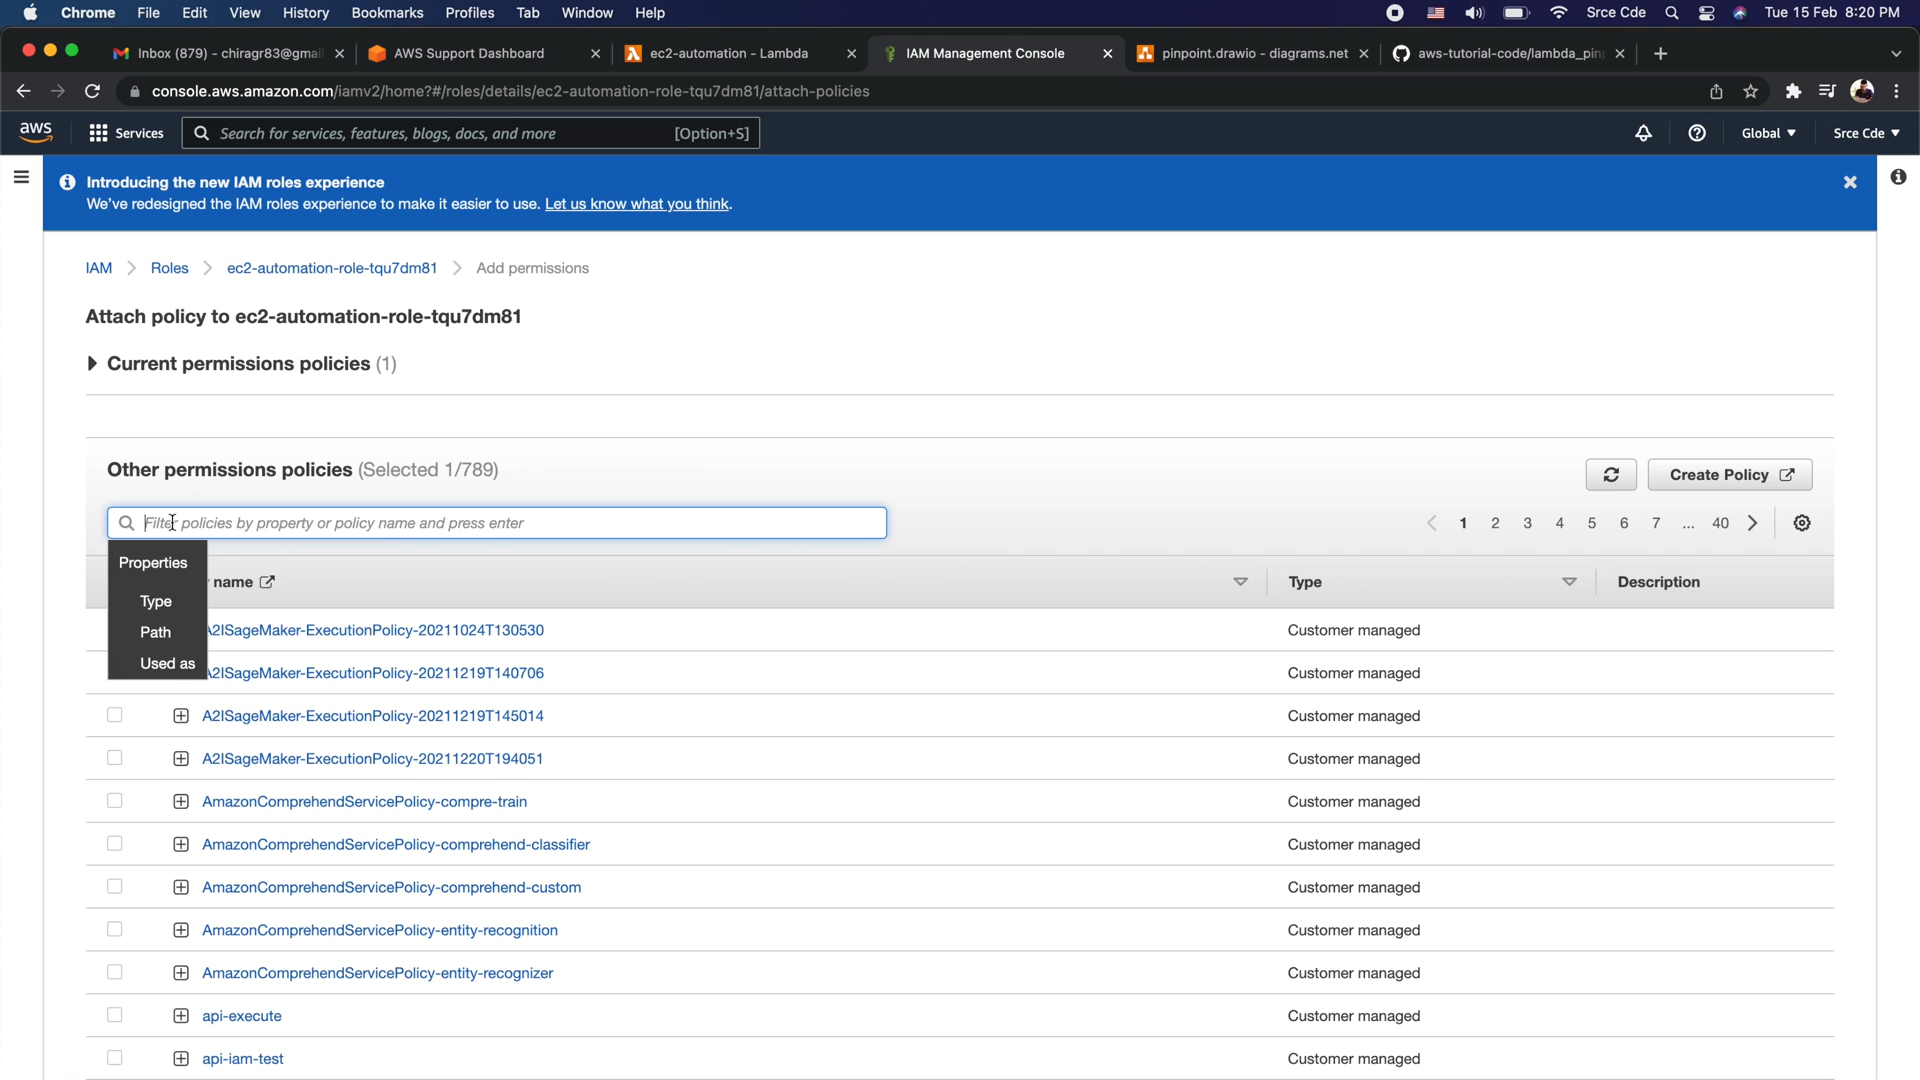 Chrome File Edit View History Bookmarks Profiles Tab Window Help Srce Cde Tue 15 Feb 8:20 PM
Inbox (879) - chiragr83@gmai AWS Support Dashboard ec2-automation - Lambda IAM Management Console pinpoint.drawio - diagrams.net aws-tutorial-code/lambda_pin
console.aws.amazon.com/iamv2/home?#/roles/details/ec2-automation-role-tqu7dm81/attach-policies
aws Services Search for services, features, blogs, docs, and more [Option+S] Global Srce Cde
Introducing the new IAM roles experience
We've redesigned the IAM roles experience to make it easier to use. Let us know what you think.
IAM Roles ec2-automation-role-tqu7dm81 Add permissions
Attach policy to ec2-automation-role-tqu7dm81
Current permissions policies (1)
Other permissions policies (Selected 1/789)
Create Policy
Filter policies by property or policy name and press enter
1 2 3 4 5 6 7 ... 40
Properties
name Type Description
Type
A2ISageMaker-ExecutionPolicy-20211024T130530 Customer managed
Path
Used as
A2ISageMaker-ExecutionPolicy-20211219T140706 Customer managed
A2ISageMaker-ExecutionPolicy-20211219T145014 Customer managed
A2ISageMaker-ExecutionPolicy-20211220T194051 Customer managed
AmazonComprehendServicePolicy-compre-train Customer managed
AmazonComprehendServicePolicy-comprehend-classifier Customer managed
AmazonComprehendServicePolicy-comprehend-custom Customer managed
AmazonComprehendServicePolicy-entity-recognition Customer managed
AmazonComprehendServicePolicy-entity-recognizer Customer managed
api-execute Customer managed
api-iam-test Customer managed